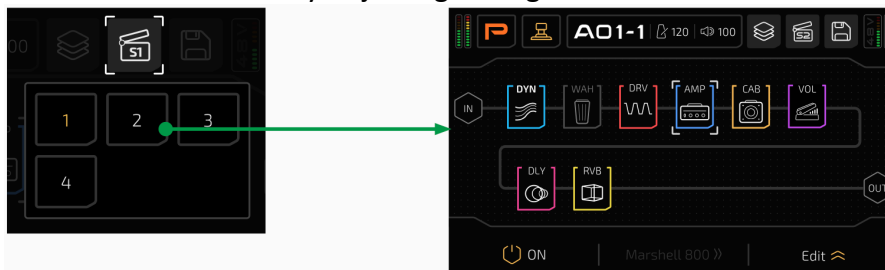 00
S1
1
2
3
4
P
A01-1
120
100
S2
IN
DYN
WAH
DRV
AMP
CAB
VOL
DLY
RVB
OUT
ON
Marshell 800 »
Edit